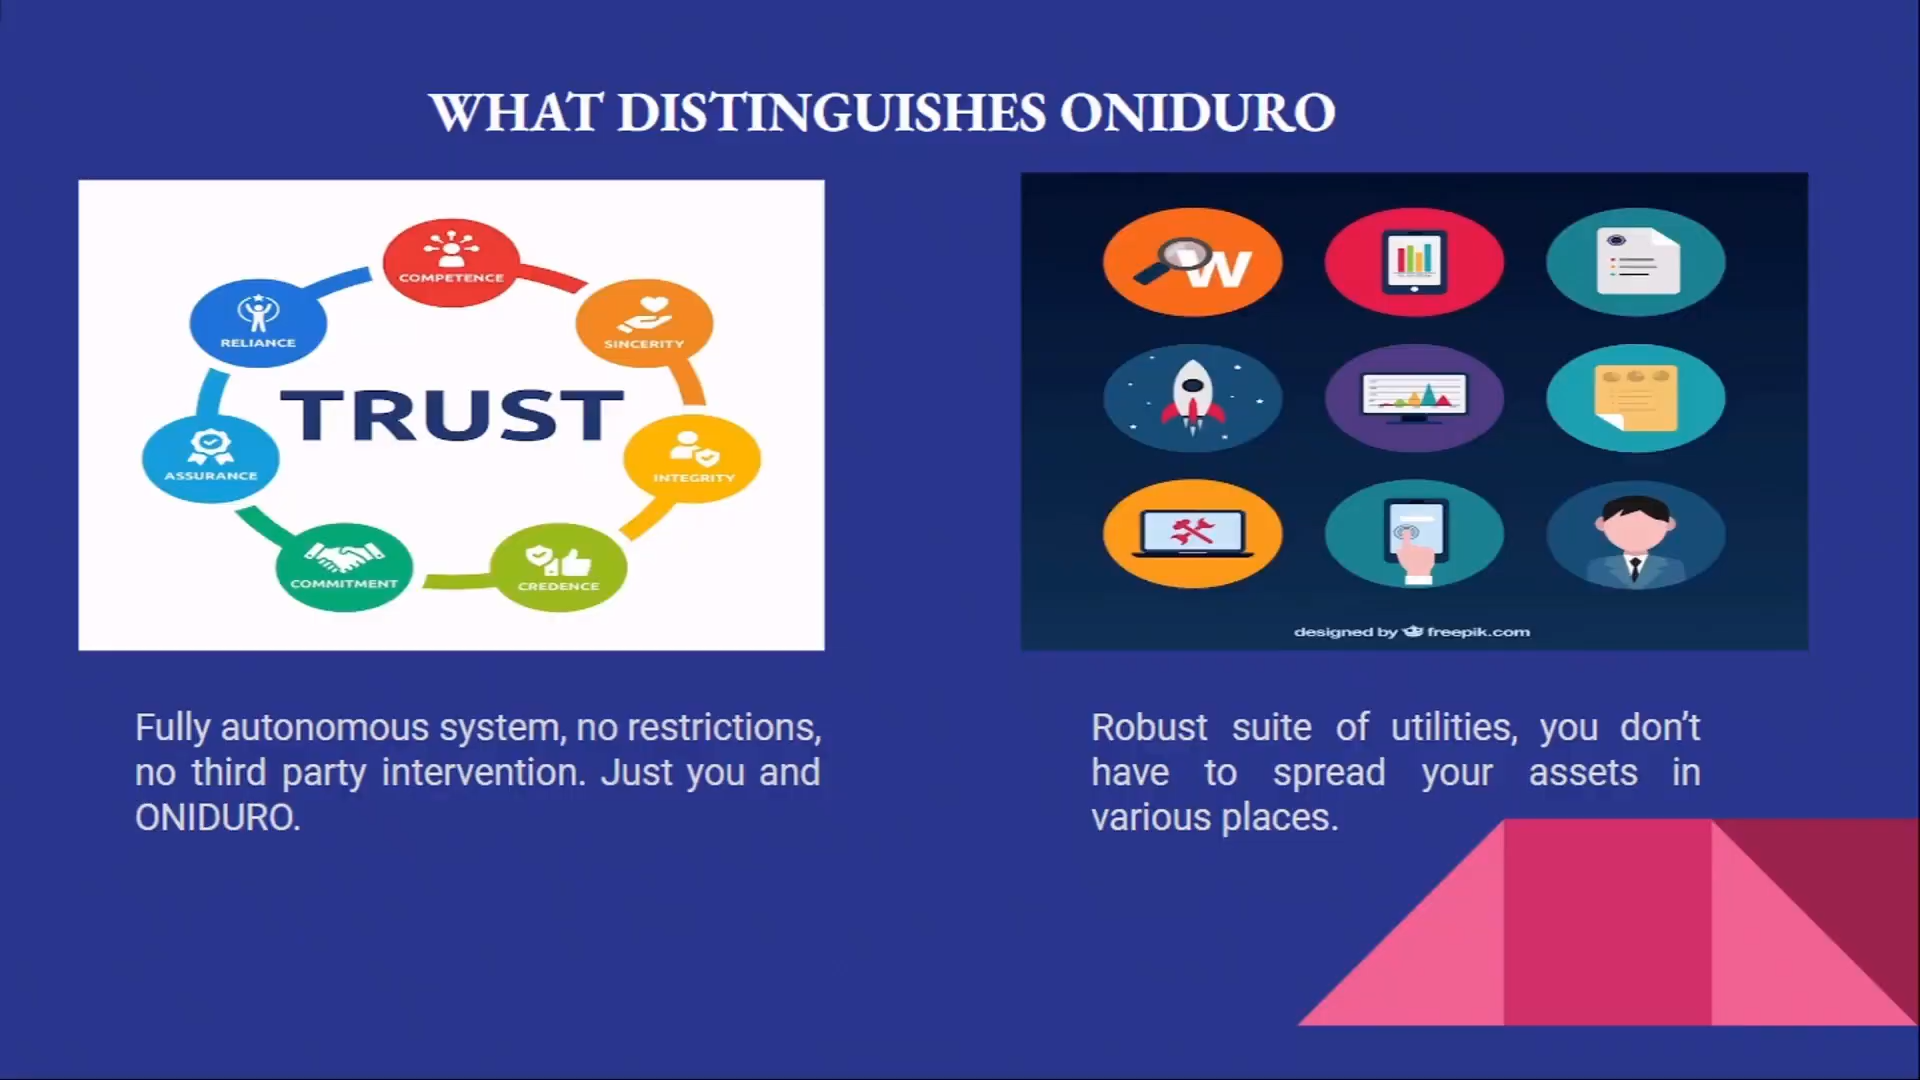 WHAT DISTINGUISHES ONIDURO
COMPETENCE
RELIANCE
SINCERITY
TRUST
ASSURANCE
INTEGRITY
COMMITMENT
CREDENCE
W
designed by freepik.com
Fully autonomous system, no restrictions,
no third party intervention. Just you and
ONIDURO.
Robust suite of utilities, you don’t
have to spread your assets in
various places.